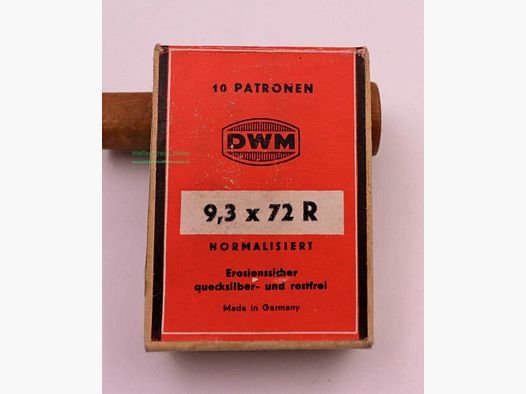 10 PATRONEN
DWM
9,3 x 72 R
NORMALISIERT
Erosionssicher
quecksilber- und rostfrei
Made in Germany